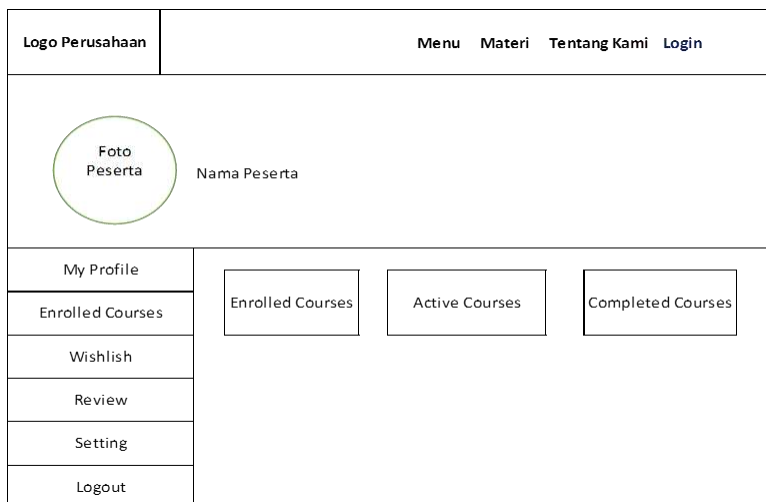 Logo Perusahaan
Menu Materi Tentang Kami Login
Foto
Peserta
Nama Peserta
My Profile
Enrolled Courses
Wishlish
Review
Setting
Logout
Enrolled Courses
Active Courses
Completed Courses